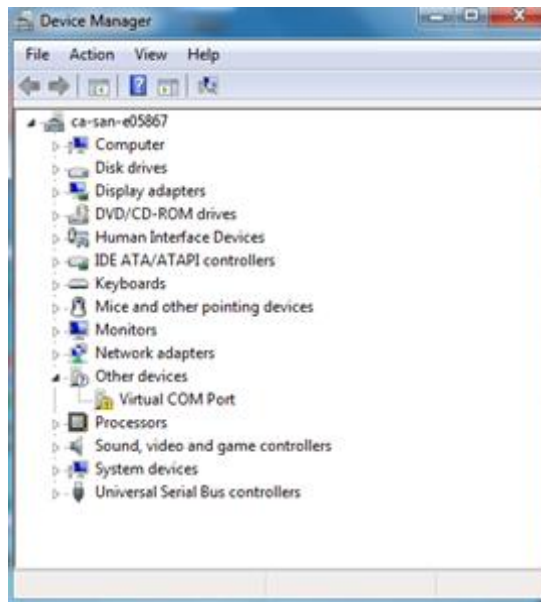 Device Manager
File Action View Help
ca-san-e05867
Computer
Disk drives
Display adapters
DVD/CD-ROM drives
Human Interface Devices
IDE ATA/ATAPI controllers
Keyboards
Mice and other pointing devices
Monitors
Network adapters
Other devices
Virtual COM Port
Processors
Sound, video and game controllers
System devices
Universal Serial Bus controllers